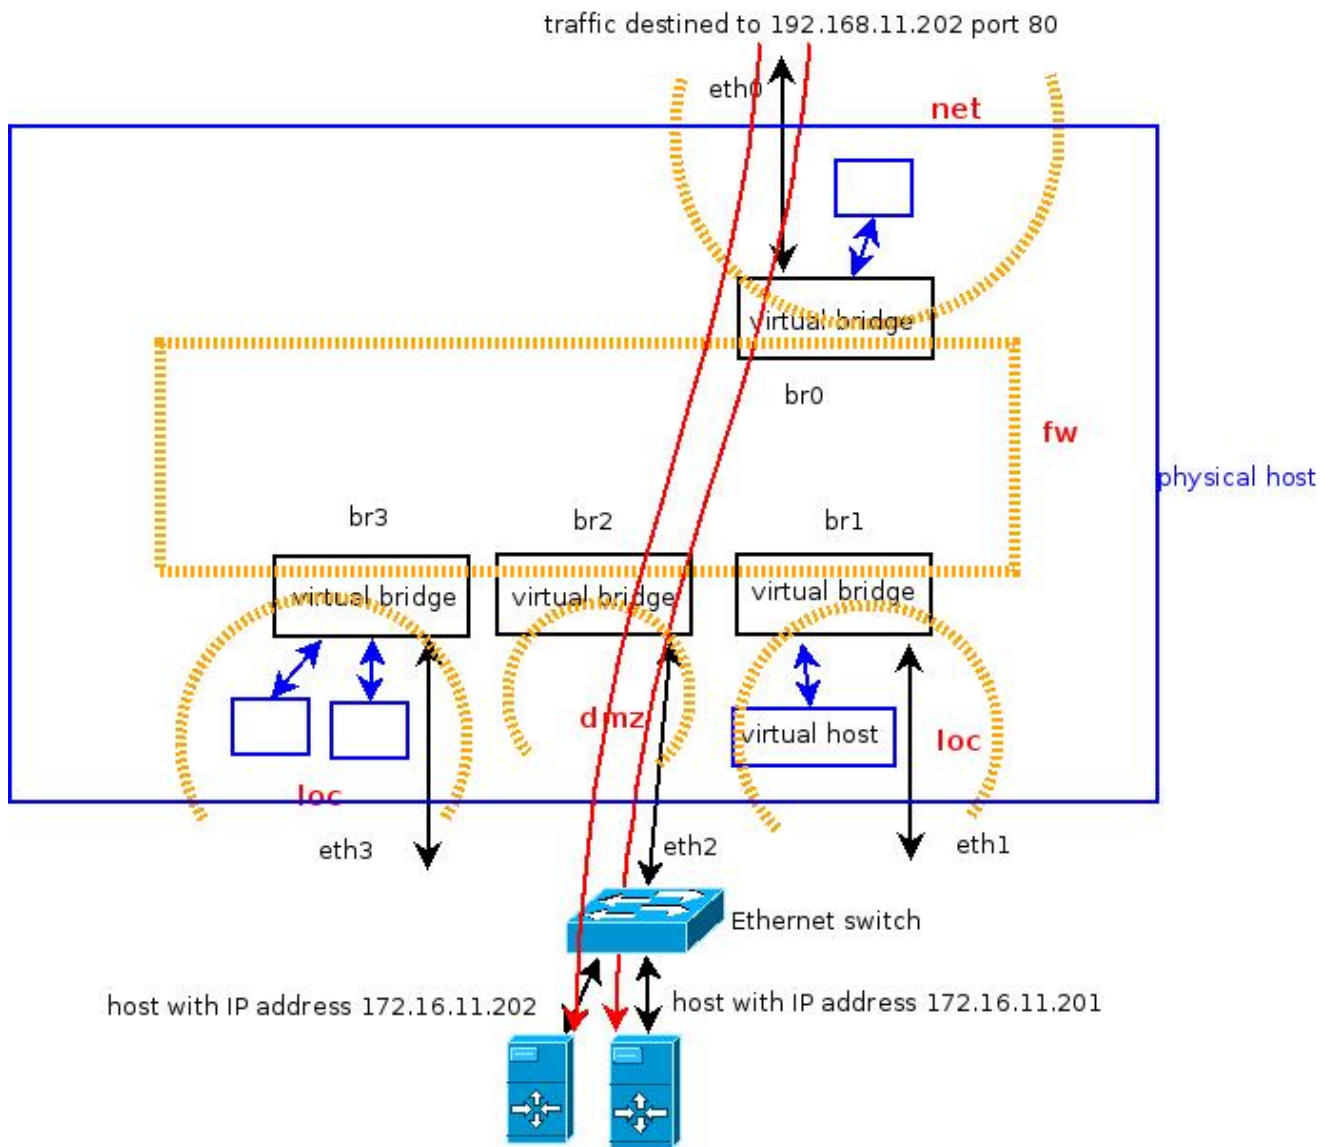 traffic destined to 192.168.11.202 port 80
eth0
net
virtual bridge
br0
fw
physical host
br3
br2
br1
virtual bridge
virtual bridge
virtual bridge
dmz
virtual host
loc
loc
eth3
eth2
eth1
Ethernet switch
host with IP address 172.16.11.202
host with IP address 172.16.11.201